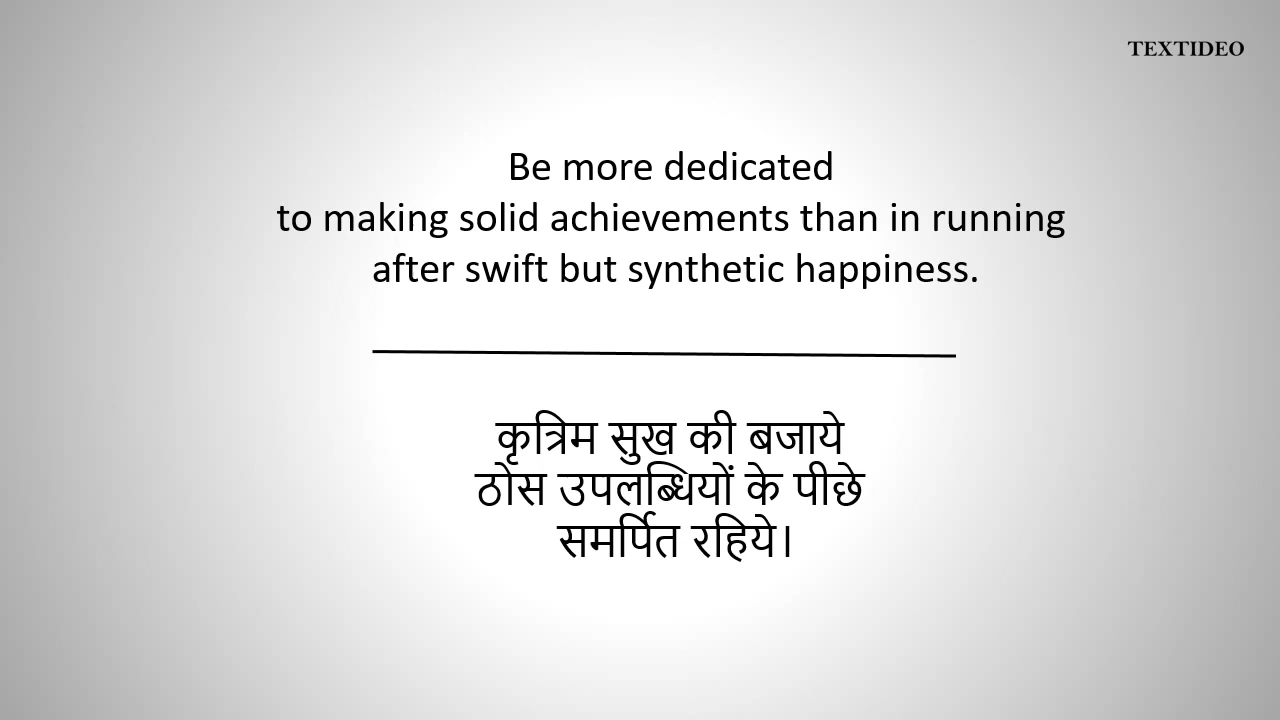 TEXTIDEO
Be more dedicated
to making solid achievements than in running
after swift but synthetic happiness.
कृत्रिम सुख की बजाये
ठोस उपलब्धियों के पीछे
समर्पित रहिये।